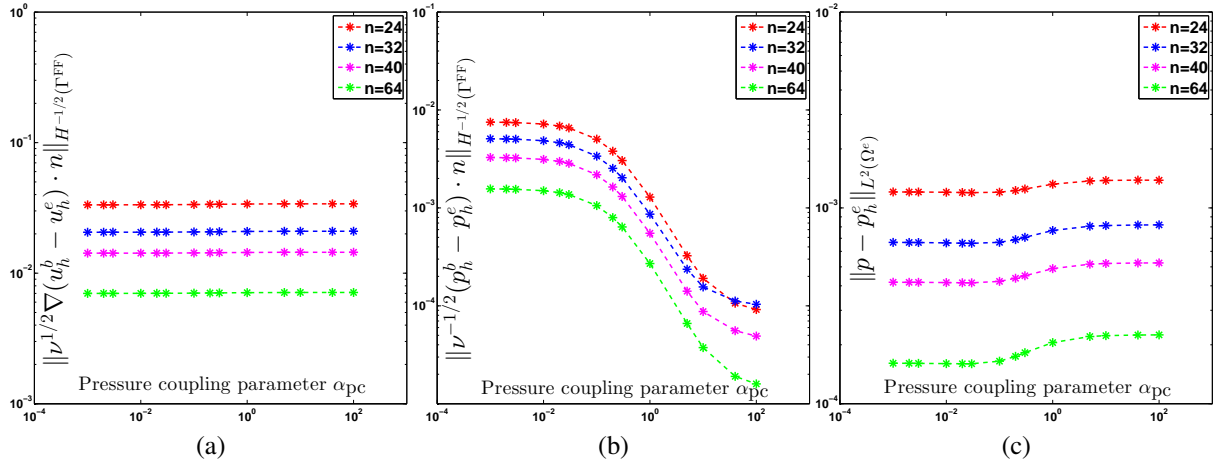 10^0
10^-1
10^-2
10^-3
10^-4 10^-2 10^0 10^2
||ν^{1/2}∇(u_h^b − u_h^e) · n||_{H^{−1/2}(Γ^FF)}
Pressure coupling parameter α_pc
n=24
n=32
n=40
n=64
(a)
10^-1
10^-2
10^-3
10^-4
10^-4 10^-2 10^0 10^2
||ν^{−1/2}(p_h^b − p_h^e) · n||_{H^{−1/2}(Γ^FF)}
Pressure coupling parameter α_pc
n=24
n=32
n=40
n=64
(b)
10^-2
10^-3
10^-4
10^-4 10^-2 10^0 10^2
||p − p_h^e||_{L^2(Ω^e)}
Pressure coupling parameter α_pc
n=24
n=32
n=40
n=64
(c)